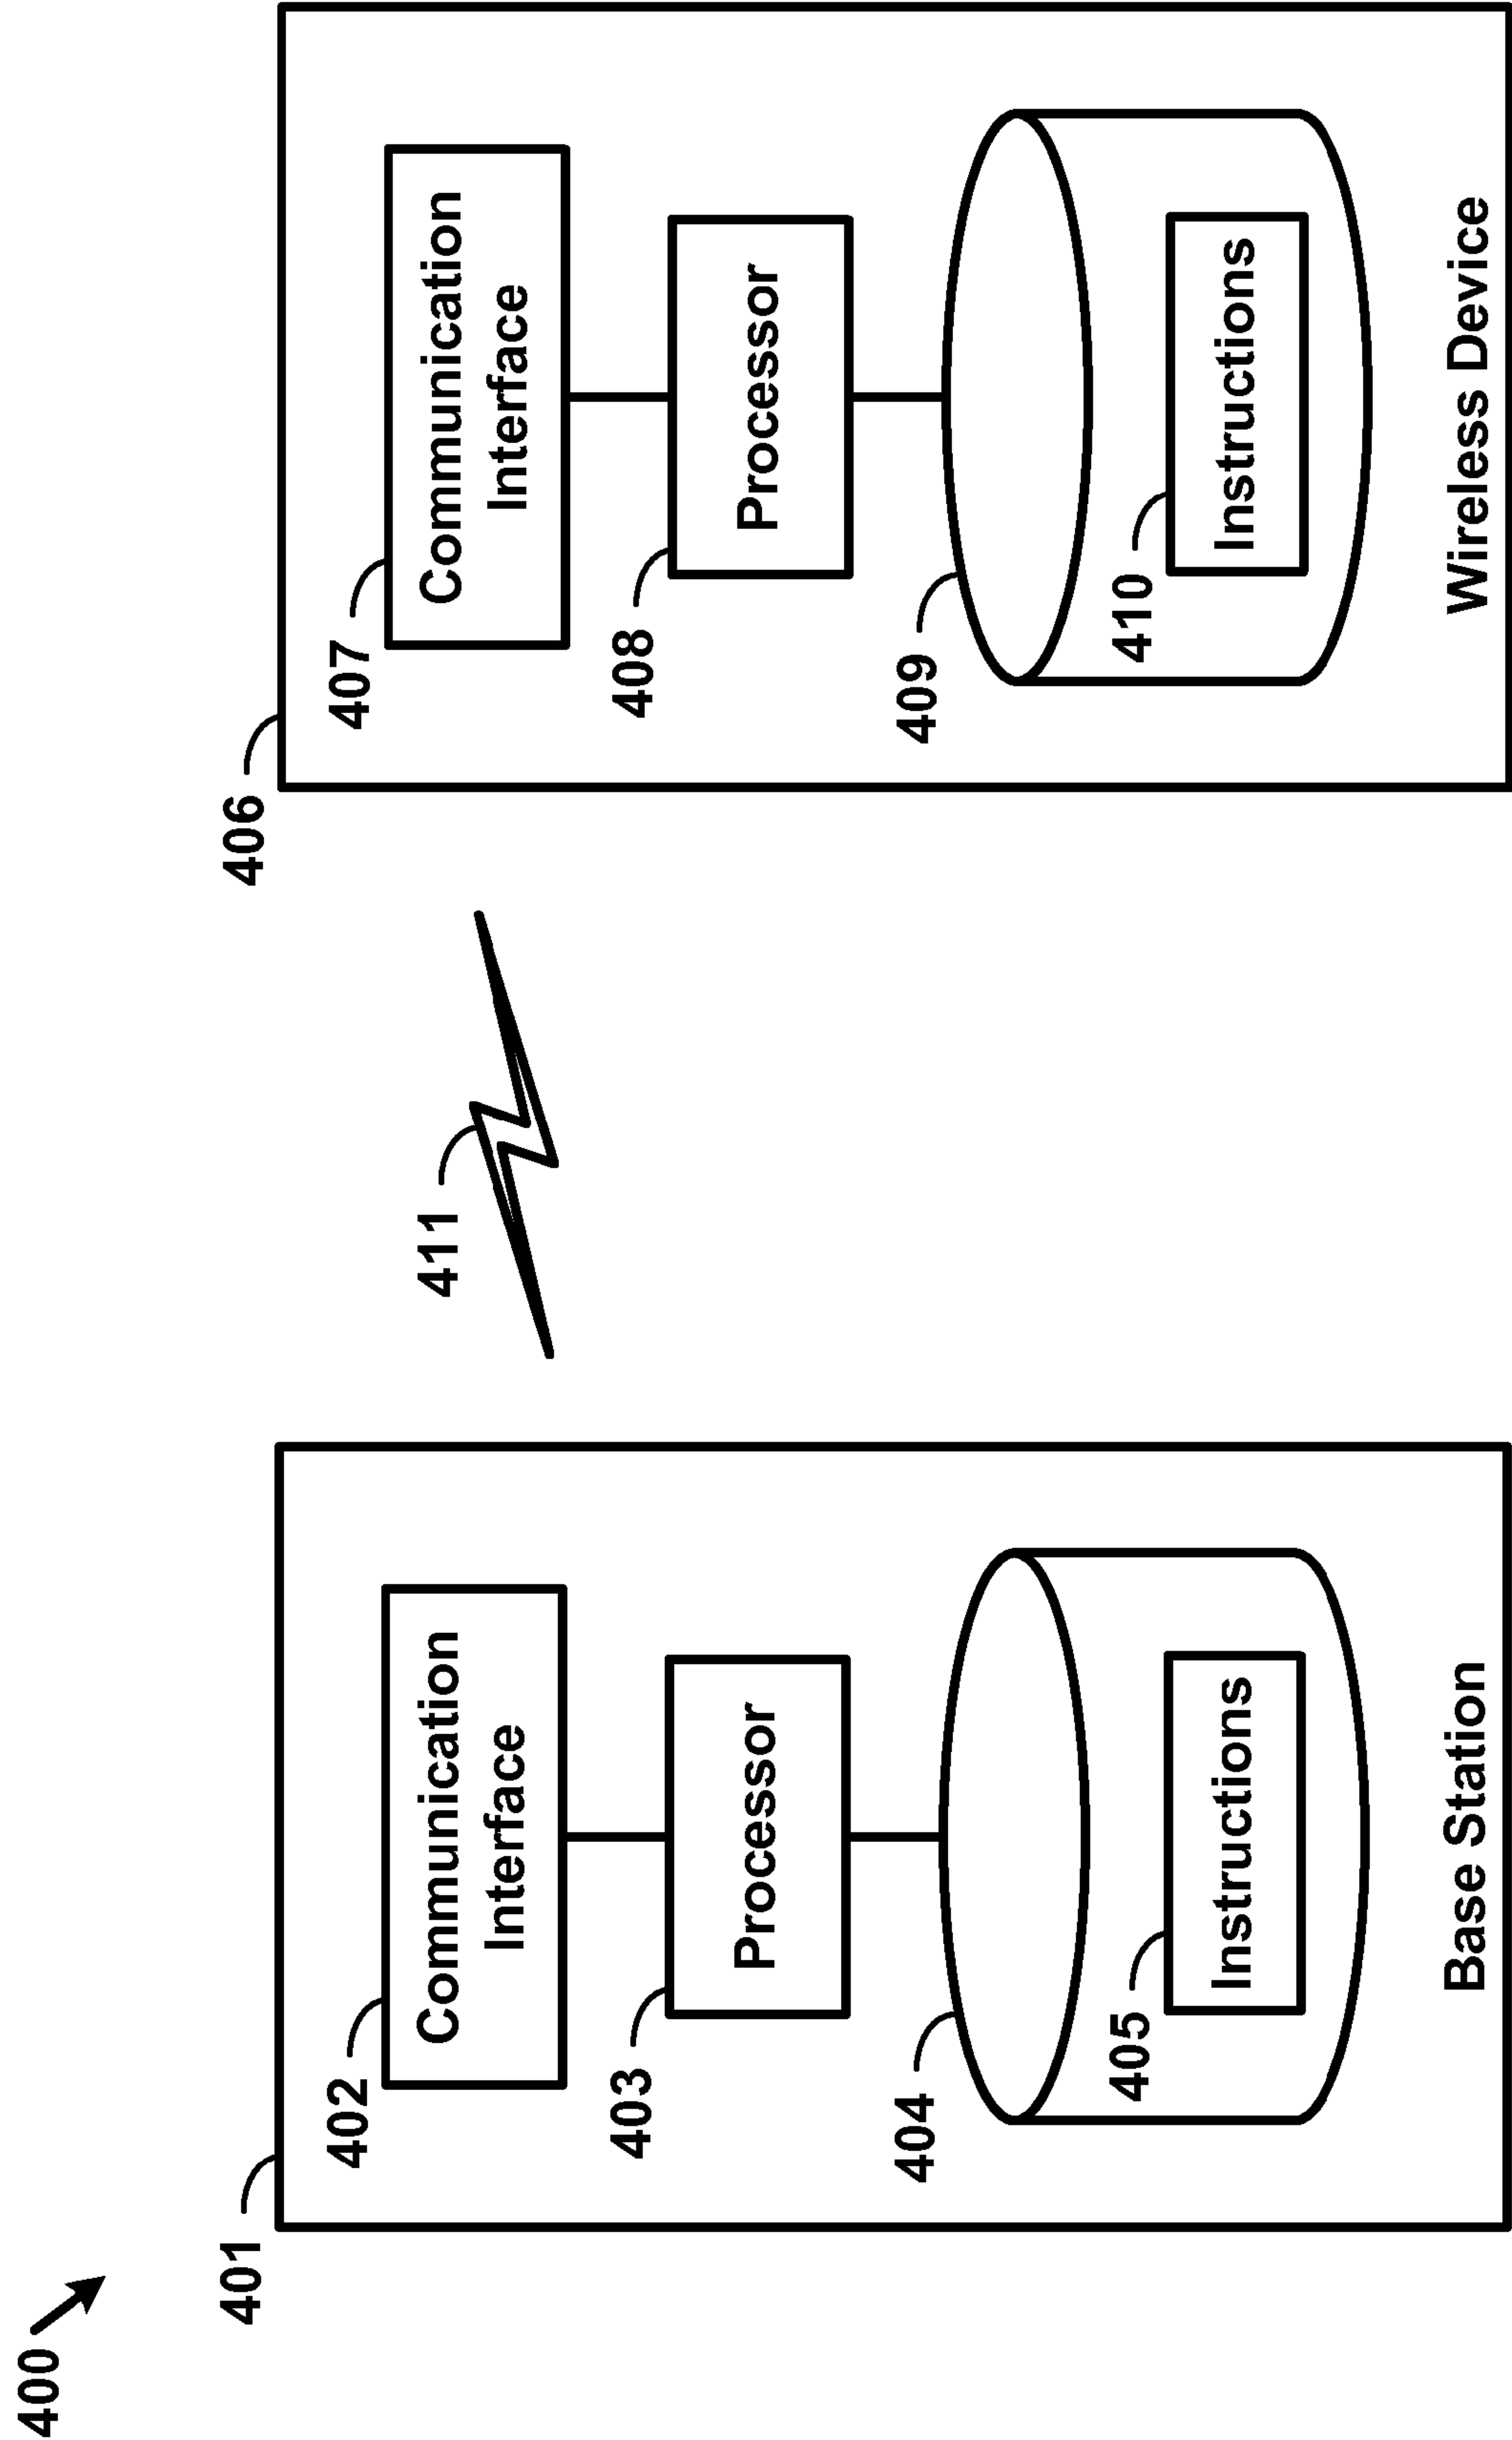 400
401
402
Communication
Interface
403
Processor
404
405
Instructions
Base Station
411
406
407
Communication
Interface
408
Processor
409
410
Instructions
Wireless Device